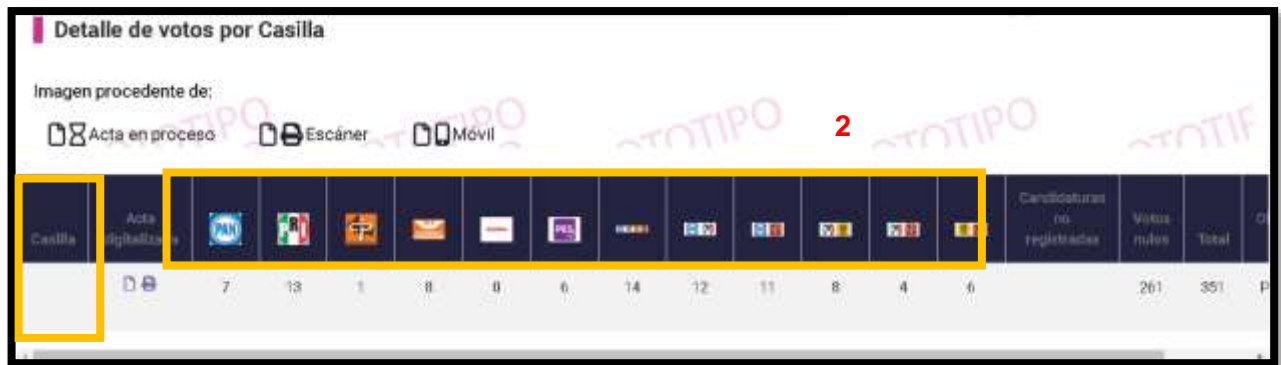 Detalle de votos por Casilla
Imagen procedente de:
Acta en proceso Escáner Móvil
2
Casilla Acta digitalizada PAN PRI PES Candidaturas no registradas Votos nulos Total
7 13 1 8 8 6 14 12 11 8 4 6 261 351 P